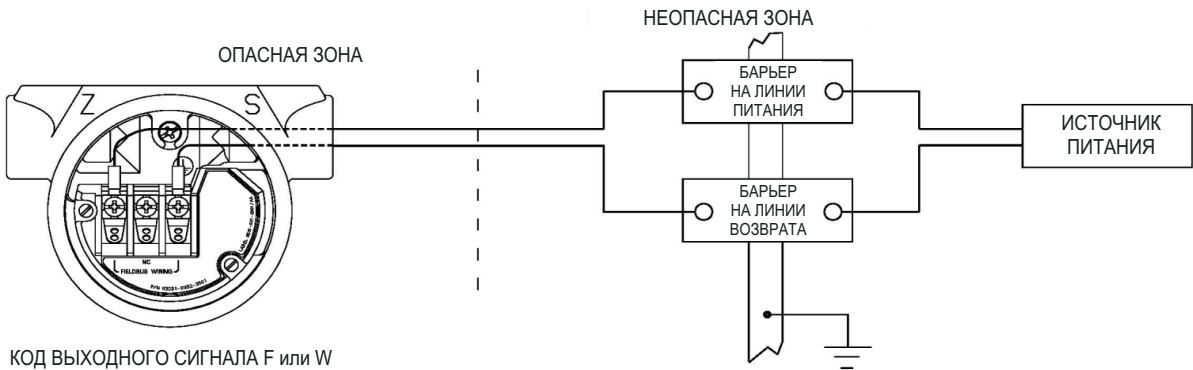 НЕОПАСНАЯ ЗОНА
ОПАСНАЯ ЗОНА
БАРЬЕР
НА ЛИНИИ
ПИТАНИЯ
ИСТОЧНИК
ПИТАНИЯ
БАРЬЕР
НА ЛИНИИ
ВОЗВРАТА
Z S
NC
FIELDBUS WIRING
КОД ВЫХОДНОГО СИГНАЛА F или W